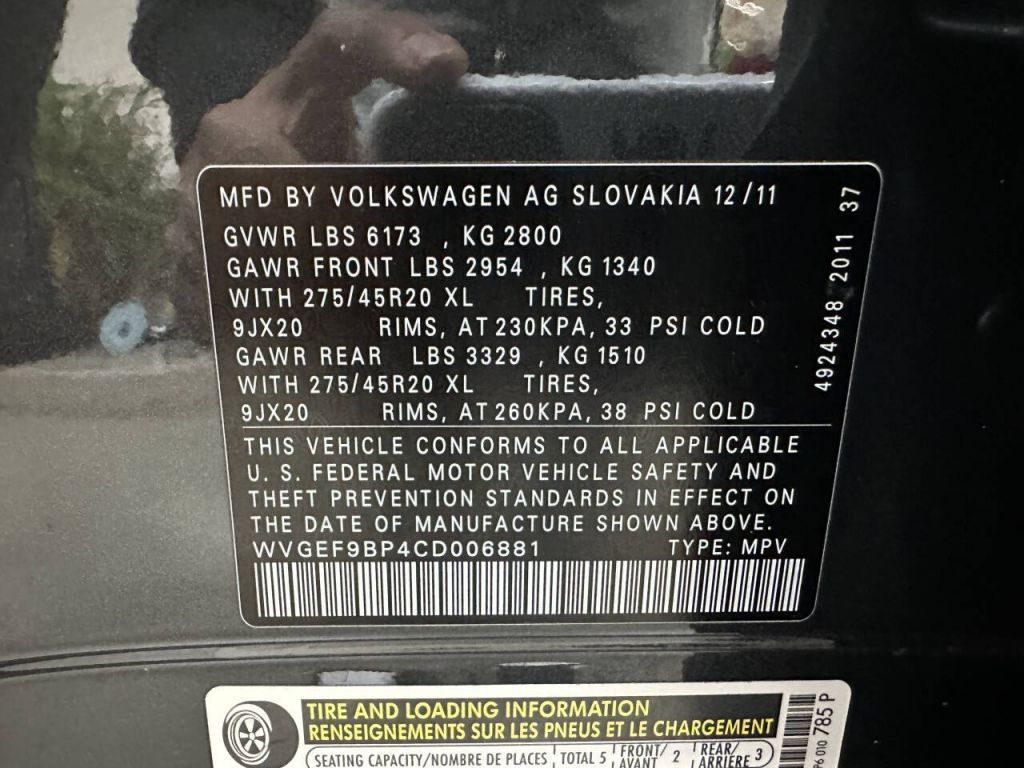 MFD BY VOLKSWAGEN AG SLOVAKIA 12/11
GVWR LBS 6173 , KG 2800
GAWR FRONT LBS 2954 , KG 1340
WITH 275/45R20 XL TIRES,
9JX20 RIMS, AT 230KPA, 33 PSI COLD
GAWR REAR LBS 3329 , KG 1510
WITH 275/45R20 XL TIRES,
9JX20 RIMS, AT 260KPA, 38 PSI COLD
4924348 2011 37
THIS VEHICLE CONFORMS TO ALL APPLICABLE
U. S. FEDERAL MOTOR VEHICLE SAFETY AND
THEFT PREVENTION STANDARDS IN EFFECT ON
THE DATE OF MANUFACTURE SHOWN ABOVE.
WVGEF9BP4CD006881 TYPE: MPV
TIRE AND LOADING INFORMATION
RENSEIGNEMENTS SUR LES PNEUS ET LE CHARGEMENT
SEATING CAPACITY/NOMBRE DE PLACES TOTAL 5 FRONT/AVANT 2 REAR/ARRIÈRE 3
010 785 P